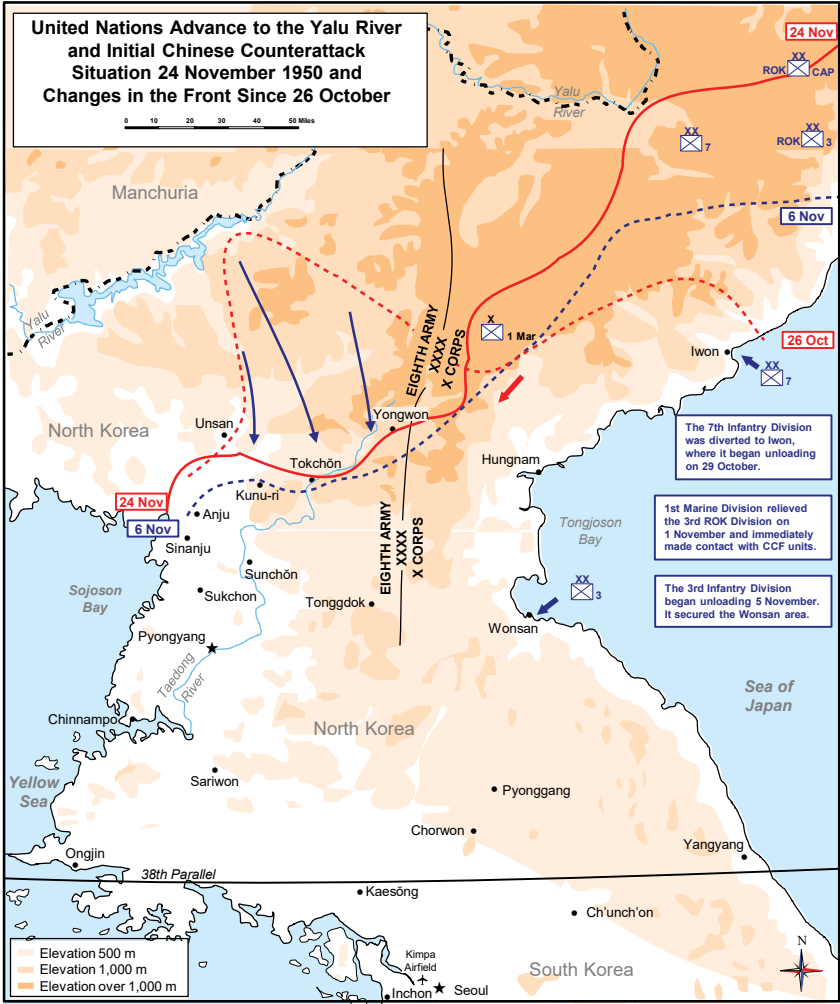 United Nations Advance to the Yalu River
and Initial Chinese Counterattack
Situation 24 November 1950 and
Changes in the Front Since 26 October
0 10 20 30 40 50 Miles
24 Nov
XX
ROK CAP
Yalu
River
XX
7
XX
ROK 3
Manchuria
6 Nov
Yalu
River
EIGHTH ARMY
XXXX
X CORPS
X
1 Mar
26 Oct
Iwon
XX
7
Unsan
Yongwon
North Korea
The 7th Infantry Division
was diverted to Iwon,
where it began unloading
on 29 October.
Tokchŏn
Hungnam
Kunu-ri
24 Nov
6 Nov
Anju
1st Marine Division relieved
the 3rd ROK Division on
1 November and immediately
made contact with CCF units.
Tongjoson
Bay
Sinanju
EIGHTH ARMY
XXXX
X CORPS
Sunchŏn
Sojoson
Bay
Sukchon
Tonggdok
XX
3
The 3rd Infantry Division
began unloading 5 November.
It secured the Wonsan area.
Wonsan
Pyongyang
Taedong
River
Sea of
Japan
Chinnampo
North Korea
Yellow
Sea
Sariwon
Pyonggang
Chorwon
Yangyang
Ongjin
38th Parallel
Kaesŏng
Ch'unch'on
Elevation 500 m
Elevation 1,000 m
Elevation over 1,000 m
Kimpa
Airfield
N
South Korea
Inchon
Seoul